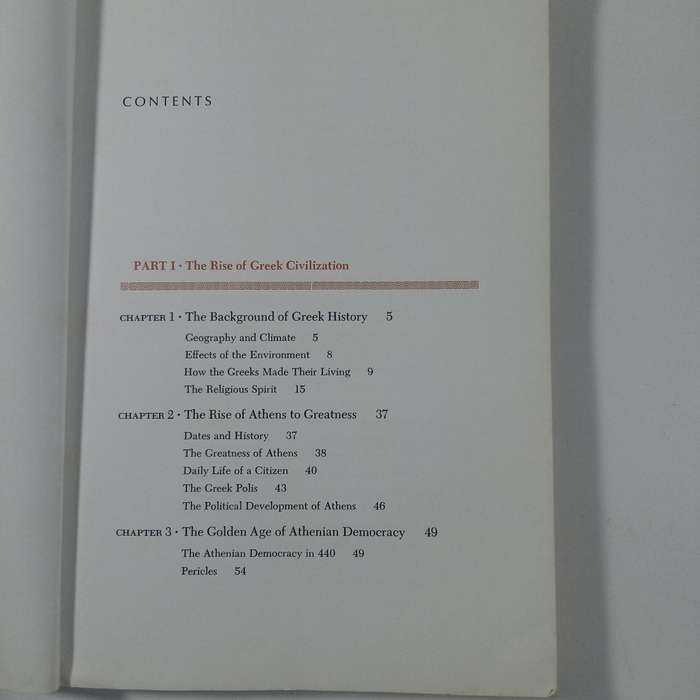 CONTENTS
PART I · The Rise of Greek Civilization
CHAPTER 1 · The Background of Greek History 5
Geography and Climate 5
Effects of the Environment 8
How the Greeks Made Their Living 9
The Religious Spirit 15
CHAPTER 2 · The Rise of Athens to Greatness 37
Dates and History 37
The Greatness of Athens 38
Daily Life of a Citizen 40
The Greek Polis 43
The Political Development of Athens 46
CHAPTER 3 · The Golden Age of Athenian Democracy 49
The Athenian Democracy in 440 49
Pericles 54